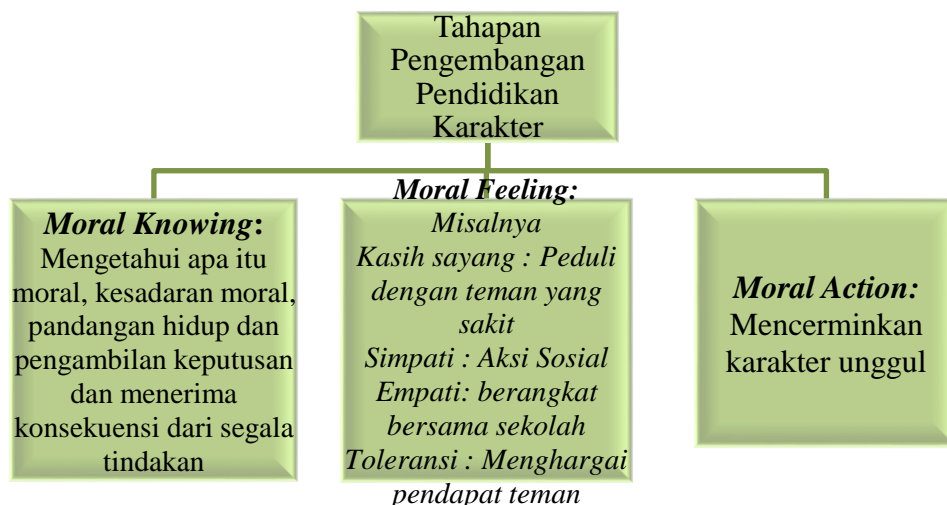 Tahapan
Pengembangan
Pendidikan
Karakter
Moral Knowing:
Mengetahui apa itu
moral, kesadaran moral,
pandangan hidup dan
pengambilan keputusan
dan menerima
konsekuensi dari segala
tindakan
Moral Feeling:
Misalnya
Kasih sayang : Peduli
dengan teman yang
sakit
Simpati : Aksi Sosial
Empati: berangkat
bersama sekolah
Toleransi : Menghargai
pendapat teman
Moral Action:
Mencerminkan
karakter unggul